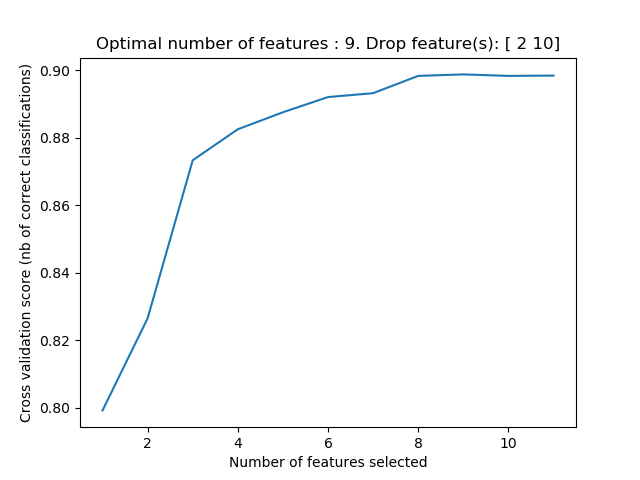 Optimal number of features : 9. Drop feature(s): [ 2 10]
0.90
0.88
0.86
0.84
0.82
0.80
Cross validation score (nb of correct classifications)
2 4 6 8 10
Number of features selected